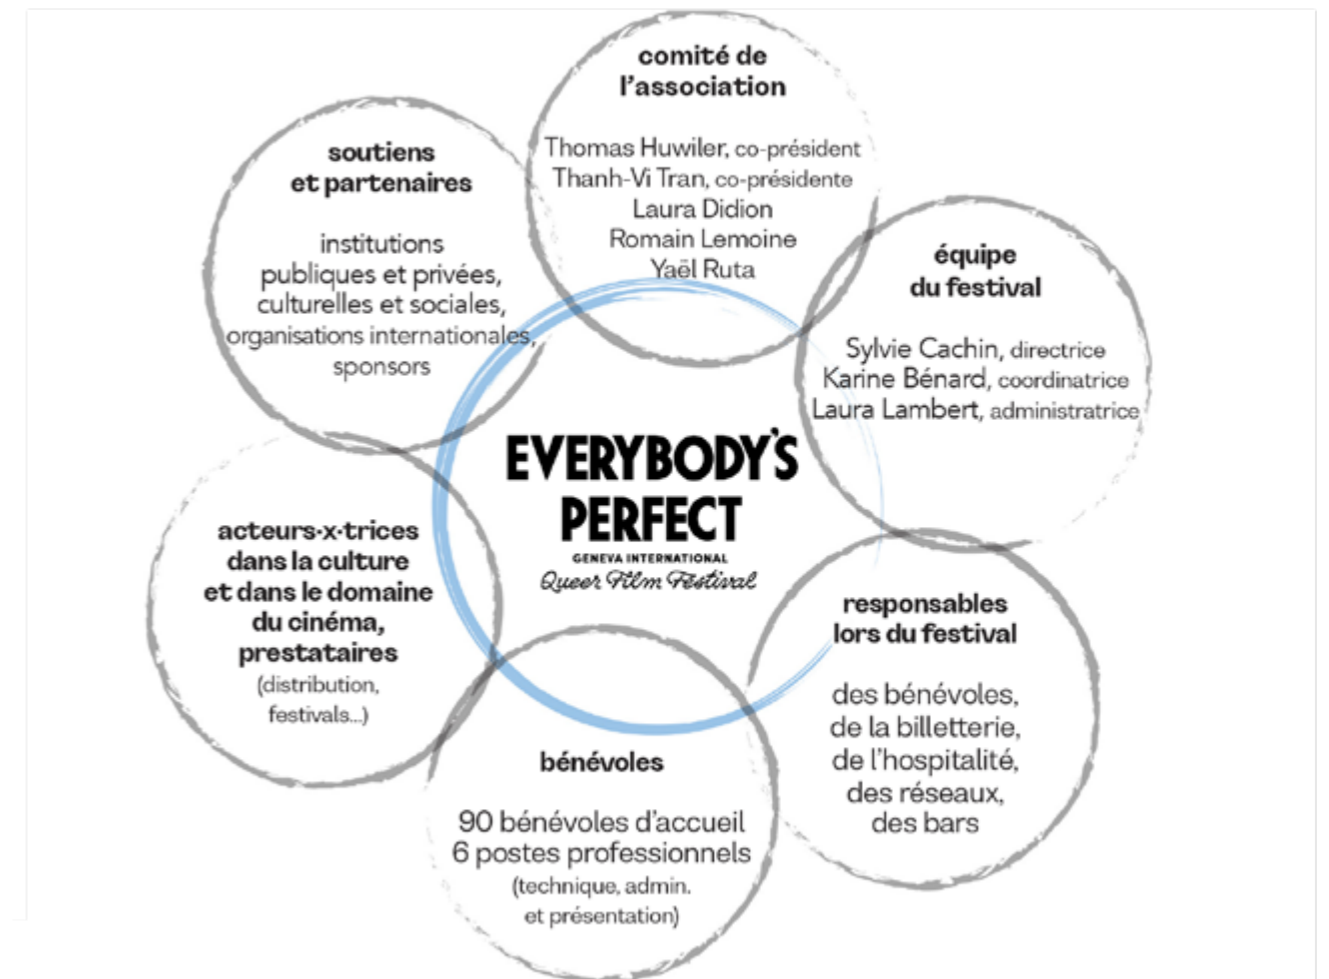 comité de
l'association
Thomas Huwiler, co-président
Thanh-Vi Tran, co-présidente
Laura Didion
Romain Lemoine
Yaël Ruta
soutiens
et partenaires
institutions
publiques et privées,
culturelles et sociales,
organisations internationales,
sponsors
équipe
du festival
Sylvie Cachin, directrice
Karine Bénard, coordinatrice
Laura Lambert, administratrice
EVERYBODY'S
PERFECT
GENEVA INTERNATIONAL
Queer Film Festival
acteurs·x·trices
dans la culture
et dans le domaine
du cinéma,
prestataires
(distribution,
festivals...)
responsables
lors du festival
des bénévoles,
de la billetterie,
de l'hospitalité,
des réseaux,
des bars
bénévoles
90 bénévoles d'accueil
6 postes professionnels
(technique, admin.
et présentation)